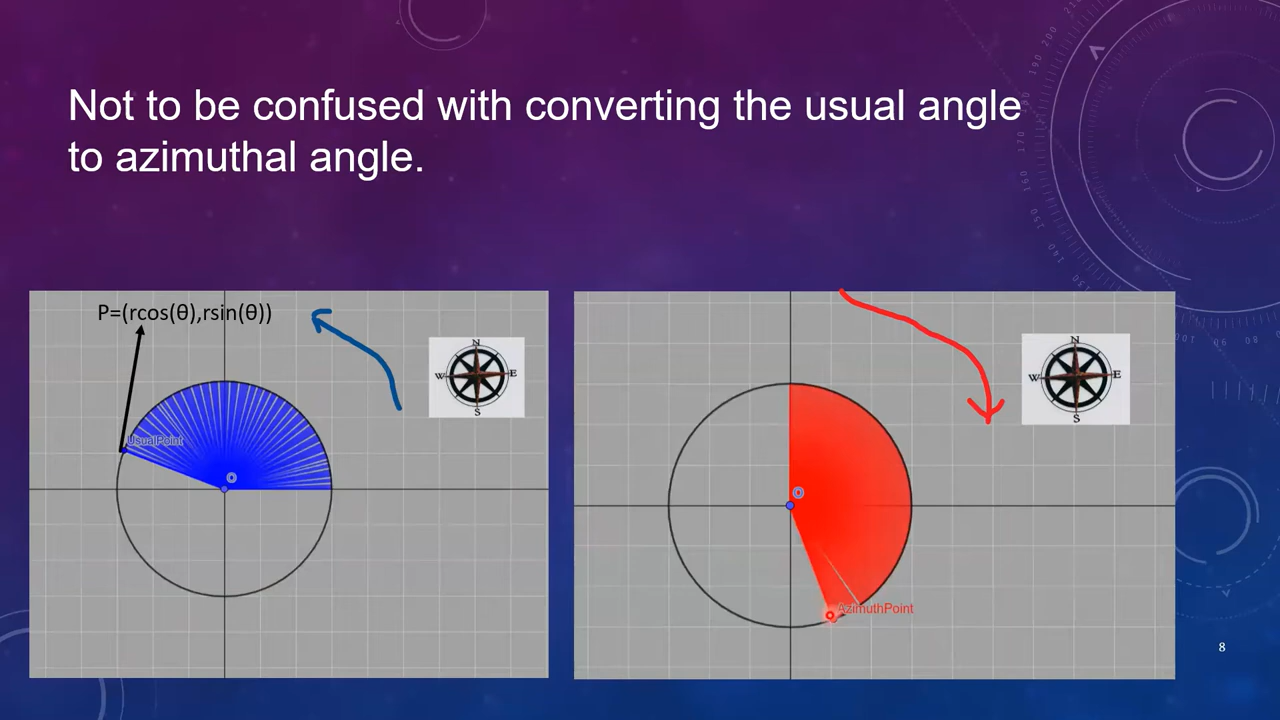 Not to be confused with converting the usual angle
to azimuthal angle.
P=(rcos(θ),rsin(θ))
N
W E
S
UsualPoint
O
N
W E
S
O
AzimuthPoint
8